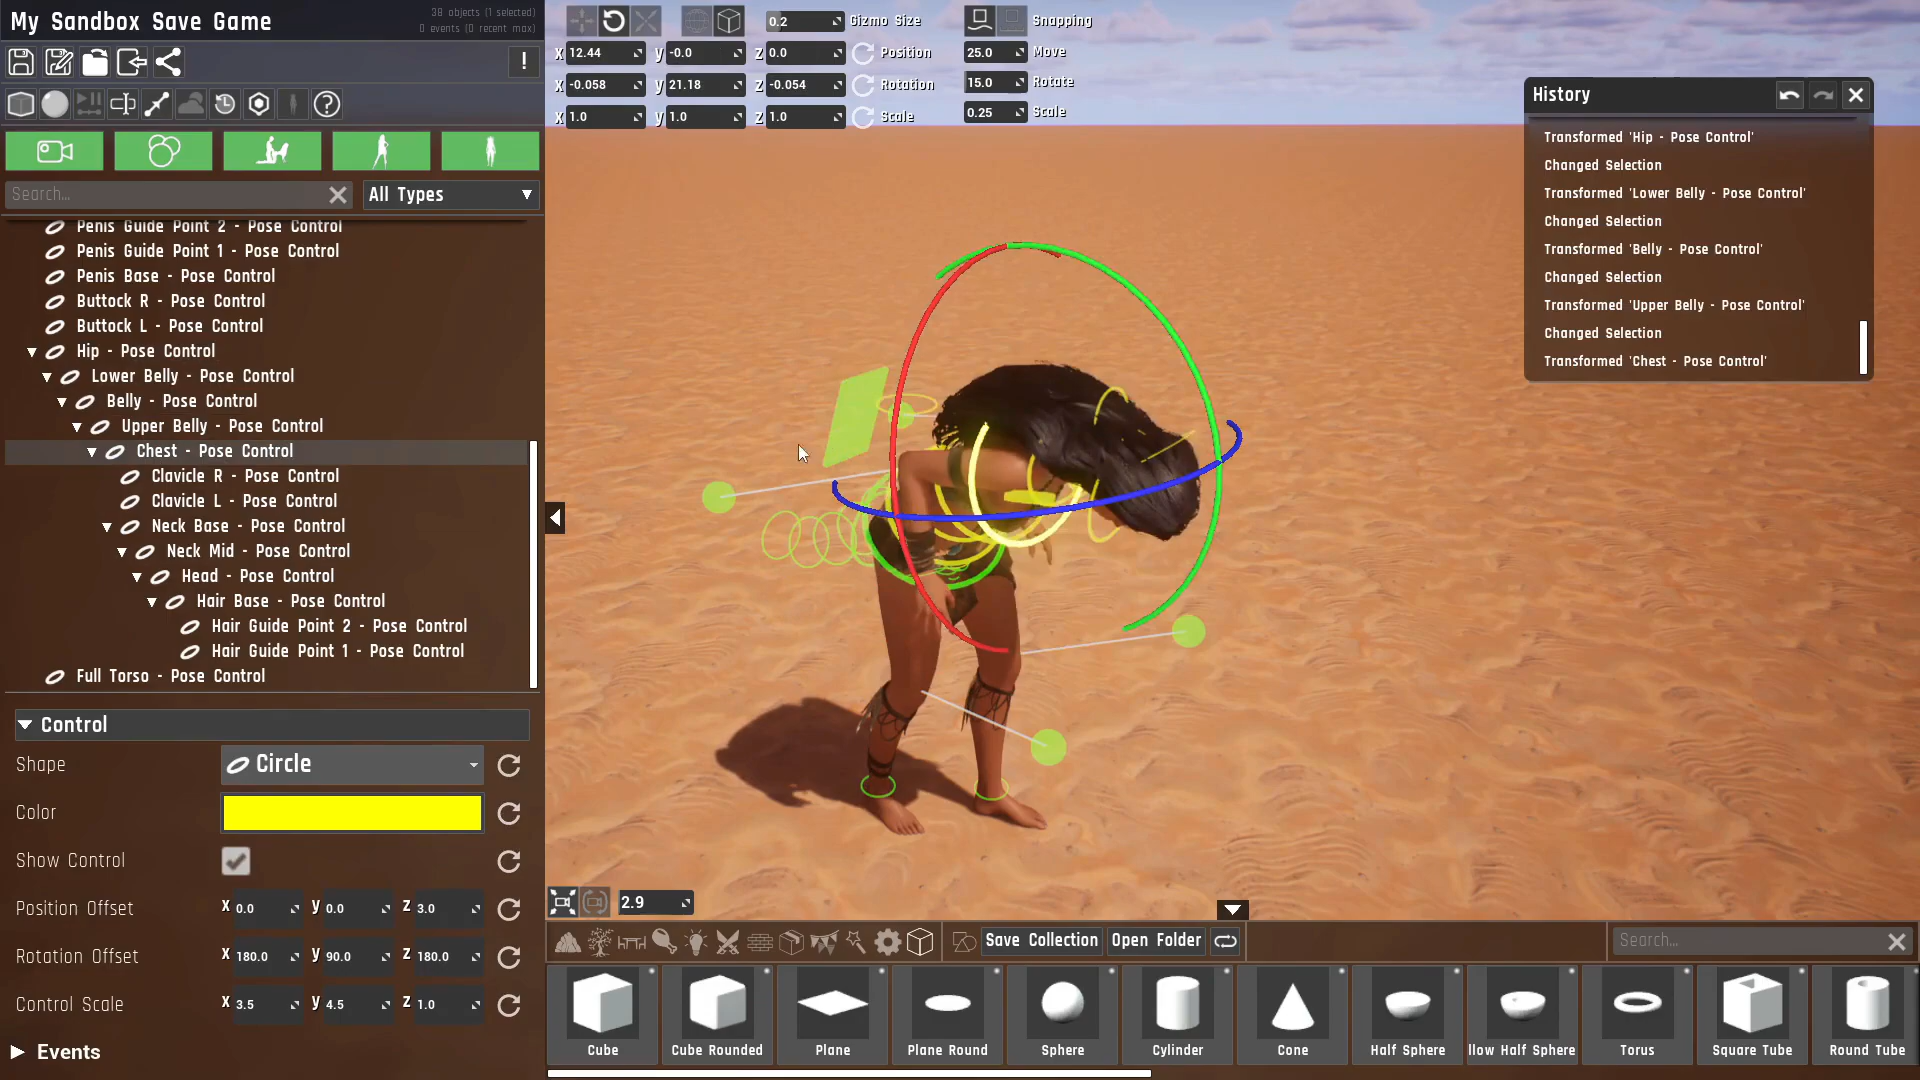 My Sandbox Save Game
38 objects (1 selected)
0 events (0 recent max)
!
Search...
All Types
Penis Guide Point 2 - Pose Control
Penis Guide Point 1 - Pose Control
Penis Base - Pose Control
Buttock R - Pose Control
Buttock L - Pose Control
Hip - Pose Control
Lower Belly - Pose Control
Belly - Pose Control
Upper Belly - Pose Control
Chest - Pose Control
Clavicle R - Pose Control
Clavicle L - Pose Control
Neck Base - Pose Control
Neck Mid - Pose Control
Head - Pose Control
Hair Base - Pose Control
Hair Guide Point 2 - Pose Control
Hair Guide Point 1 - Pose Control
Full Torso - Pose Control
Control
Shape Circle
Color
Show Control
Position Offset X 0.0 y 0.0 Z 3.0
Rotation Offset X 180.0 y 90.0 Z 180.0
Control Scale X 3.5 y 4.5 Z 1.0
Events
0.2 Gizmo Size Snapping
X 12.44 y -0.0 Z 0.0 Position 25.0 Move
X -0.058 y 21.18 Z -0.054 Rotation 15.0 Rotate
X 1.0 y 1.0 Z 1.0 Scale 0.25 Scale
History
Transformed 'Hip - Pose Control'
Changed Selection
Transformed 'Lower Belly - Pose Control'
Changed Selection
Transformed 'Belly - Pose Control'
Changed Selection
Transformed 'Upper Belly - Pose Control'
Changed Selection
Transformed 'Chest - Pose Control'
2.9
Save Collection Open Folder Search...
Cube Cube Rounded Plane Plane Round Sphere Cylinder Cone Half Sphere llow Half Sphere Torus Square Tube Round Tube